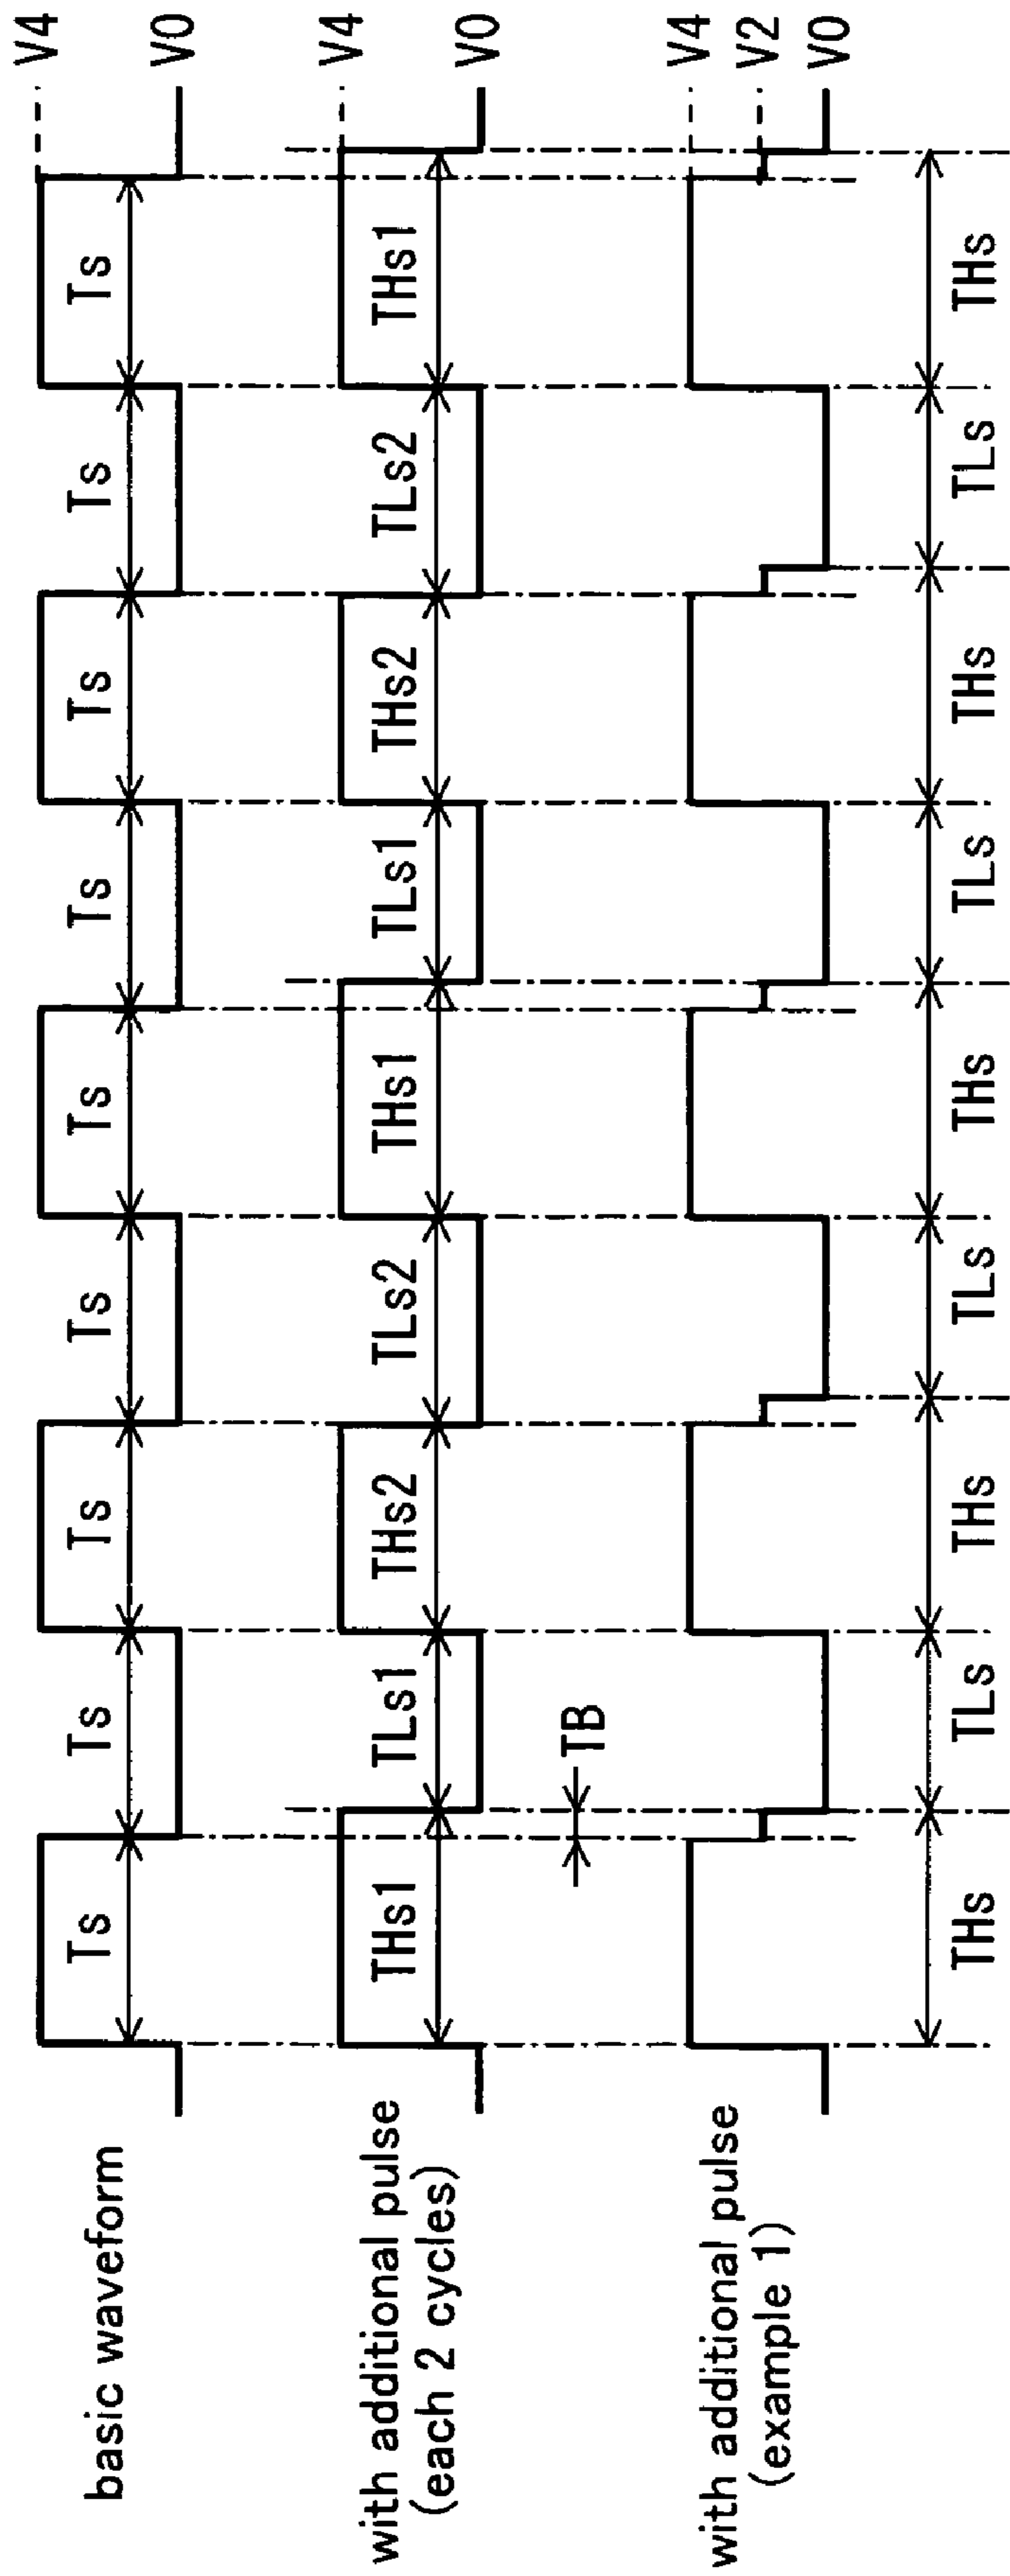 basic waveform
Ts Ts Ts Ts Ts Ts Ts Ts Ts
V4
V0
with additional pulse
(each 2 cycles)
THs1 TLs1 THs2 TLs2 THs1 TLs1 THs2 TLs2 THs1
V4
V0
TB
with additional pulse
(example 1)
V4
V2
V0
THs TLs THs TLs THs TLs THs TLs THs